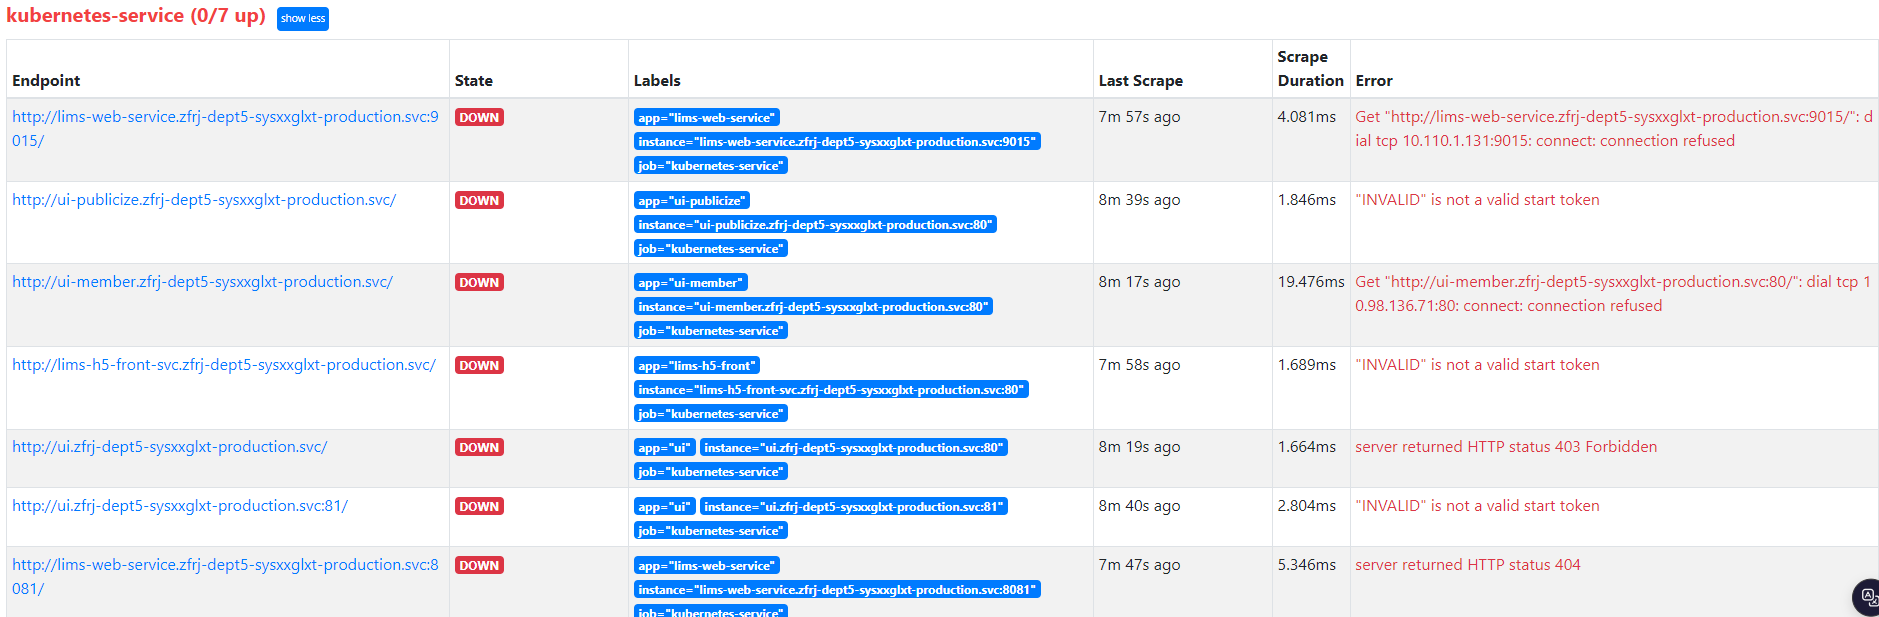 kubernetes-service (0/7 up) show less
Endpoint State Labels Last Scrape Scrape Duration Error
http://lims-web-service.zfrj-dept5-sysxxglxt-production.svc:9 DOWN app="lims-web-service" 7m 57s ago 4.081ms Get "http://lims-web-service.zfrj-dept5-sysxxglxt-production.svc:9015/": d
015/ instance="lims-web-service.zfrj-dept5-sysxxglxt-production.svc:9015" ial tcp 10.110.1.131:9015: connect: connection refused
job="kubernetes-service"
http://ui-publicize.zfrj-dept5-sysxxglxt-production.svc/ DOWN app="ui-publicize" 8m 39s ago 1.846ms "INVALID" is not a valid start token
instance="ui-publicize.zfrj-dept5-sysxxglxt-production.svc:80"
job="kubernetes-service"
http://ui-member.zfrj-dept5-sysxxglxt-production.svc/ DOWN app="ui-member" 8m 17s ago 19.476ms Get "http://ui-member.zfrj-dept5-sysxxglxt-production.svc:80/": dial tcp 1
instance="ui-member.zfrj-dept5-sysxxglxt-production.svc:80" 0.98.136.71:80: connect: connection refused
job="kubernetes-service"
http://lims-h5-front-svc.zfrj-dept5-sysxxglxt-production.svc/ DOWN app="lims-h5-front" 7m 58s ago 1.689ms "INVALID" is not a valid start token
instance="lims-h5-front-svc.zfrj-dept5-sysxxglxt-production.svc:80"
job="kubernetes-service"
http://ui.zfrj-dept5-sysxxglxt-production.svc/ DOWN app="ui" instance="ui.zfrj-dept5-sysxxglxt-production.svc:80" 8m 19s ago 1.664ms server returned HTTP status 403 Forbidden
job="kubernetes-service"
http://ui.zfrj-dept5-sysxxglxt-production.svc:81/ DOWN app="ui" instance="ui.zfrj-dept5-sysxxglxt-production.svc:81" 8m 40s ago 2.804ms "INVALID" is not a valid start token
job="kubernetes-service"
http://lims-web-service.zfrj-dept5-sysxxglxt-production.svc:8 DOWN app="lims-web-service" 7m 47s ago 5.346ms server returned HTTP status 404
081/ instance="lims-web-service.zfrj-dept5-sysxxglxt-production.svc:8081"
job="kubernetes-service"